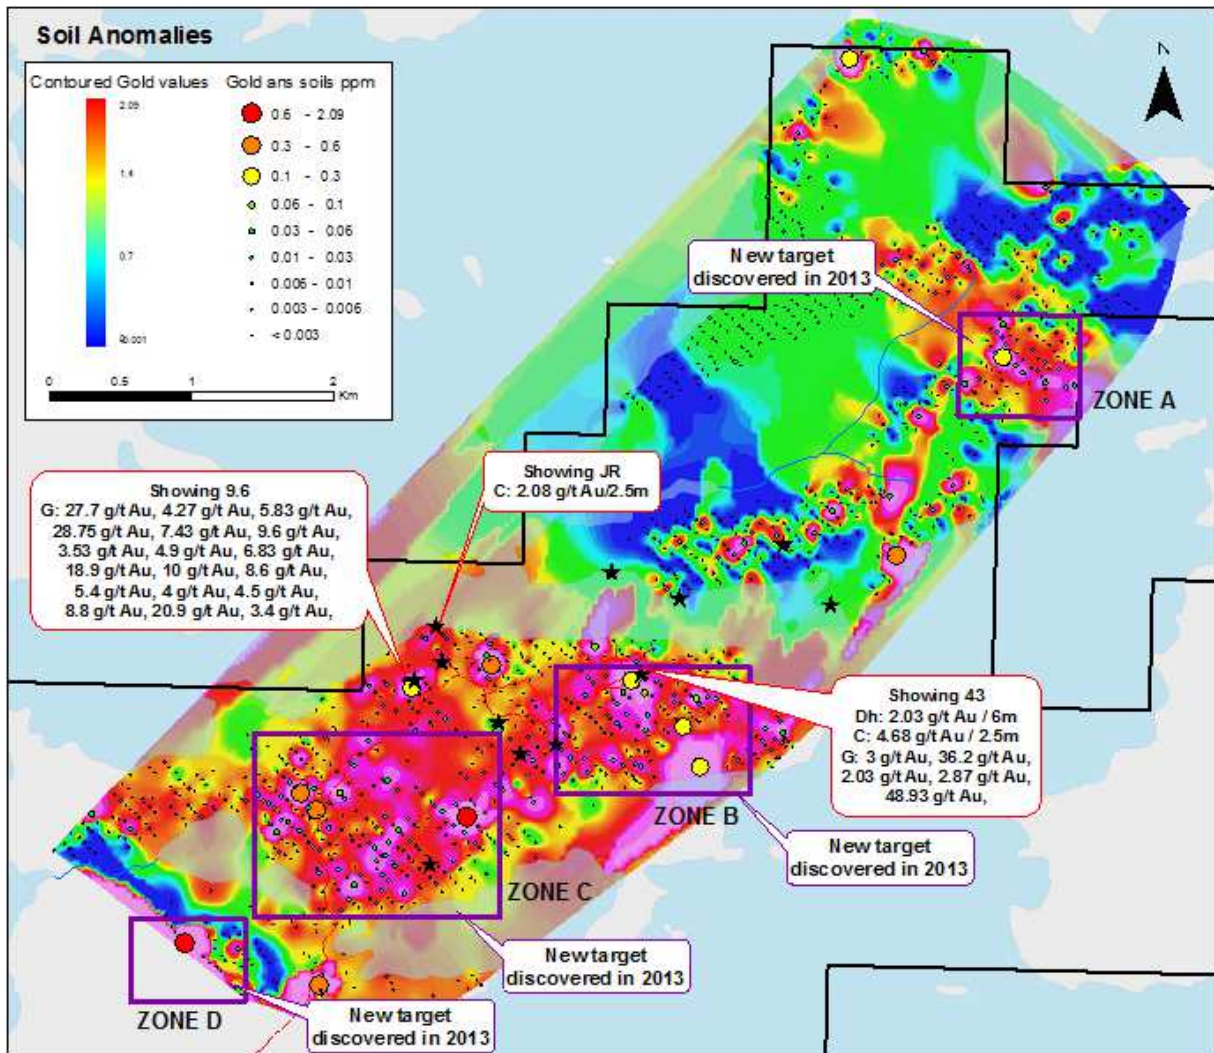 Soil Anomalies
Contoured Gold values
2.09
1.4
0.7
Gold ans soils ppm
0.6 - 2.09
0.3 - 0.6
0.1 - 0.3
0.06 - 0.1
0.03 - 0.06
0.01 - 0.03
0.006 - 0.01
0.003 - 0.006
< 0.003
0 0.5 1 2
Km
N
New target
discovered in 2013
ZONE A
Showing JR
C: 2.08 g/t Au/2.5m
Showing 9.6
G: 27.7 g/t Au, 4.27 g/t Au, 5.83 g/t Au,
28.75 g/t Au, 7.43 g/t Au, 9.6 g/t Au,
3.53 g/t Au, 4.9 g/t Au, 6.83 g/t Au,
18.9 g/t Au, 10 g/t Au, 8.6 g/t Au,
5.4 g/t Au, 4 g/t Au, 4.5 g/t Au,
8.8 g/t Au, 20.9 g/t Au, 3.4 g/t Au,
Showing 43
Dh: 2.03 g/t Au / 6m
C: 4.68 g/t Au / 2.5m
G: 3 g/t Au, 36.2 g/t Au,
2.03 g/t Au, 2.87 g/t Au,
48.93 g/t Au,
ZONE B
New target
discovered in 2013
ZONE C
New target
discovered in 2013
ZONE D
New target
discovered in 2013